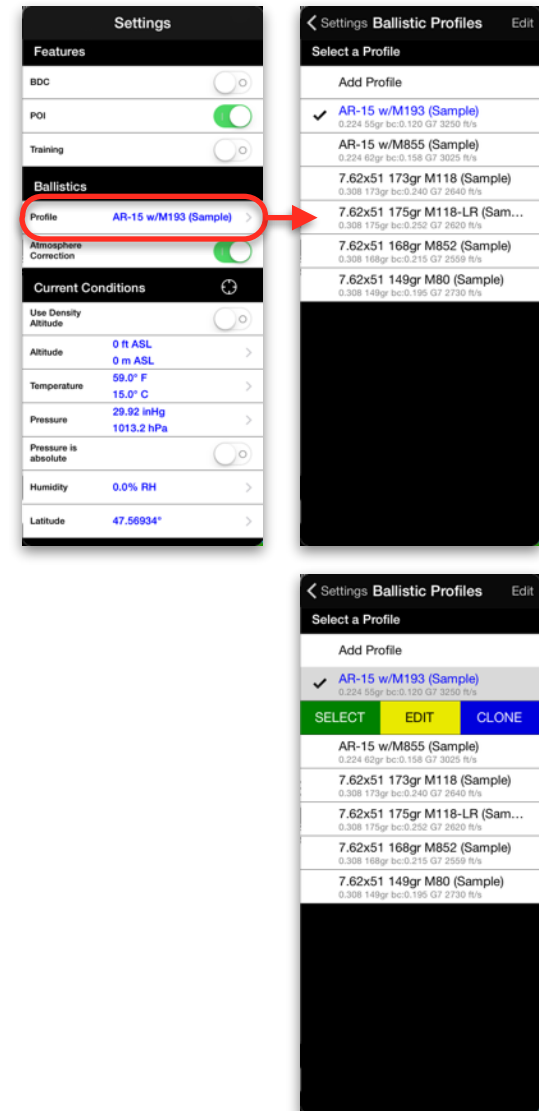 Settings
Features
BDC
POI
Training
Ballistics
Profile AR-15 w/M193 (Sample)
Atmosphere
Correction
Current Conditions
Use Density
Altitude
Altitude 0 ft ASL
0 m ASL
Temperature 59.0° F
15.0° C
Pressure 29.92 inHg
1013.2 hPa
Pressure is
absolute
Humidity 0.0% RH
Latitude 47.56934°
Settings Ballistic Profiles Edit
Select a Profile
Add Profile
AR-15 w/M193 (Sample)
0.224 55gr bc:0.120 G7 3250 ft/s
AR-15 w/M855 (Sample)
0.224 62gr bc:0.158 G7 3025 ft/s
7.62x51 173gr M118 (Sample)
0.308 173gr bc:0.240 G7 2640 ft/s
7.62x51 175gr M118-LR (Sam...
0.308 175gr bc:0.252 G7 2620 ft/s
7.62x51 168gr M852 (Sample)
0.308 168gr bc:0.215 G7 2559 ft/s
7.62x51 149gr M80 (Sample)
0.308 149gr bc:0.195 G7 2730 ft/s
Settings Ballistic Profiles Edit
Select a Profile
Add Profile
AR-15 w/M193 (Sample)
0.224 55gr bc:0.120 G7 3250 ft/s
SELECT EDIT CLONE
AR-15 w/M855 (Sample)
0.224 62gr bc:0.158 G7 3025 ft/s
7.62x51 173gr M118 (Sample)
0.308 173gr bc:0.240 G7 2640 ft/s
7.62x51 175gr M118-LR (Sam...
0.308 175gr bc:0.252 G7 2620 ft/s
7.62x51 168gr M852 (Sample)
0.308 168gr bc:0.215 G7 2559 ft/s
7.62x51 149gr M80 (Sample)
0.308 149gr bc:0.195 G7 2730 ft/s